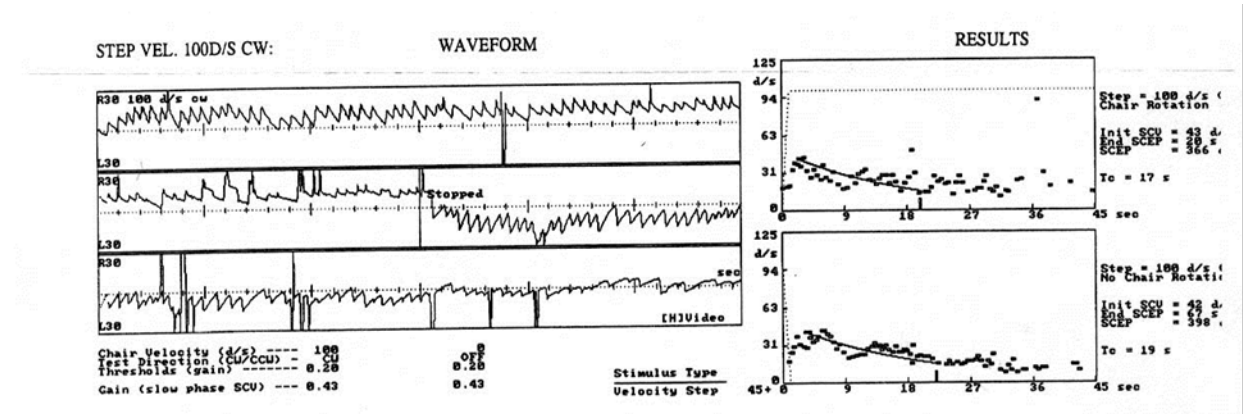 STEP VEL. 100D/S CW:
WAVEFORM
RESULTS
R30 100 d/s cw
L30
R30
Stopped
L30
R30
sec
L30
[H]Video
Chair Velocity (d/s) ---- 100 0
Test Direction (CW/CCW) - CW OFF
Thresholds (gain) ------- 0.20 0.20
Gain (slow phase SCV) --- 0.43 0.43
Stimulus Type
Velocity Step
125
d/s
94
63
31
0
0 9 18 27 36 45 sec
Step = 100 d/s (
Chair Rotation
Init SCV = 43 d/
End SCEP = 20 s
SCEP = 366
Tc = 17 s
125
d/s
94
63
31
45+ 0 9 18 27 36 45 sec
Step = 100 d/s (
No Chair Rotati
Init SCV = 42 d/
End SCEP = 67 s
SCEP = 398
Tc = 19 s